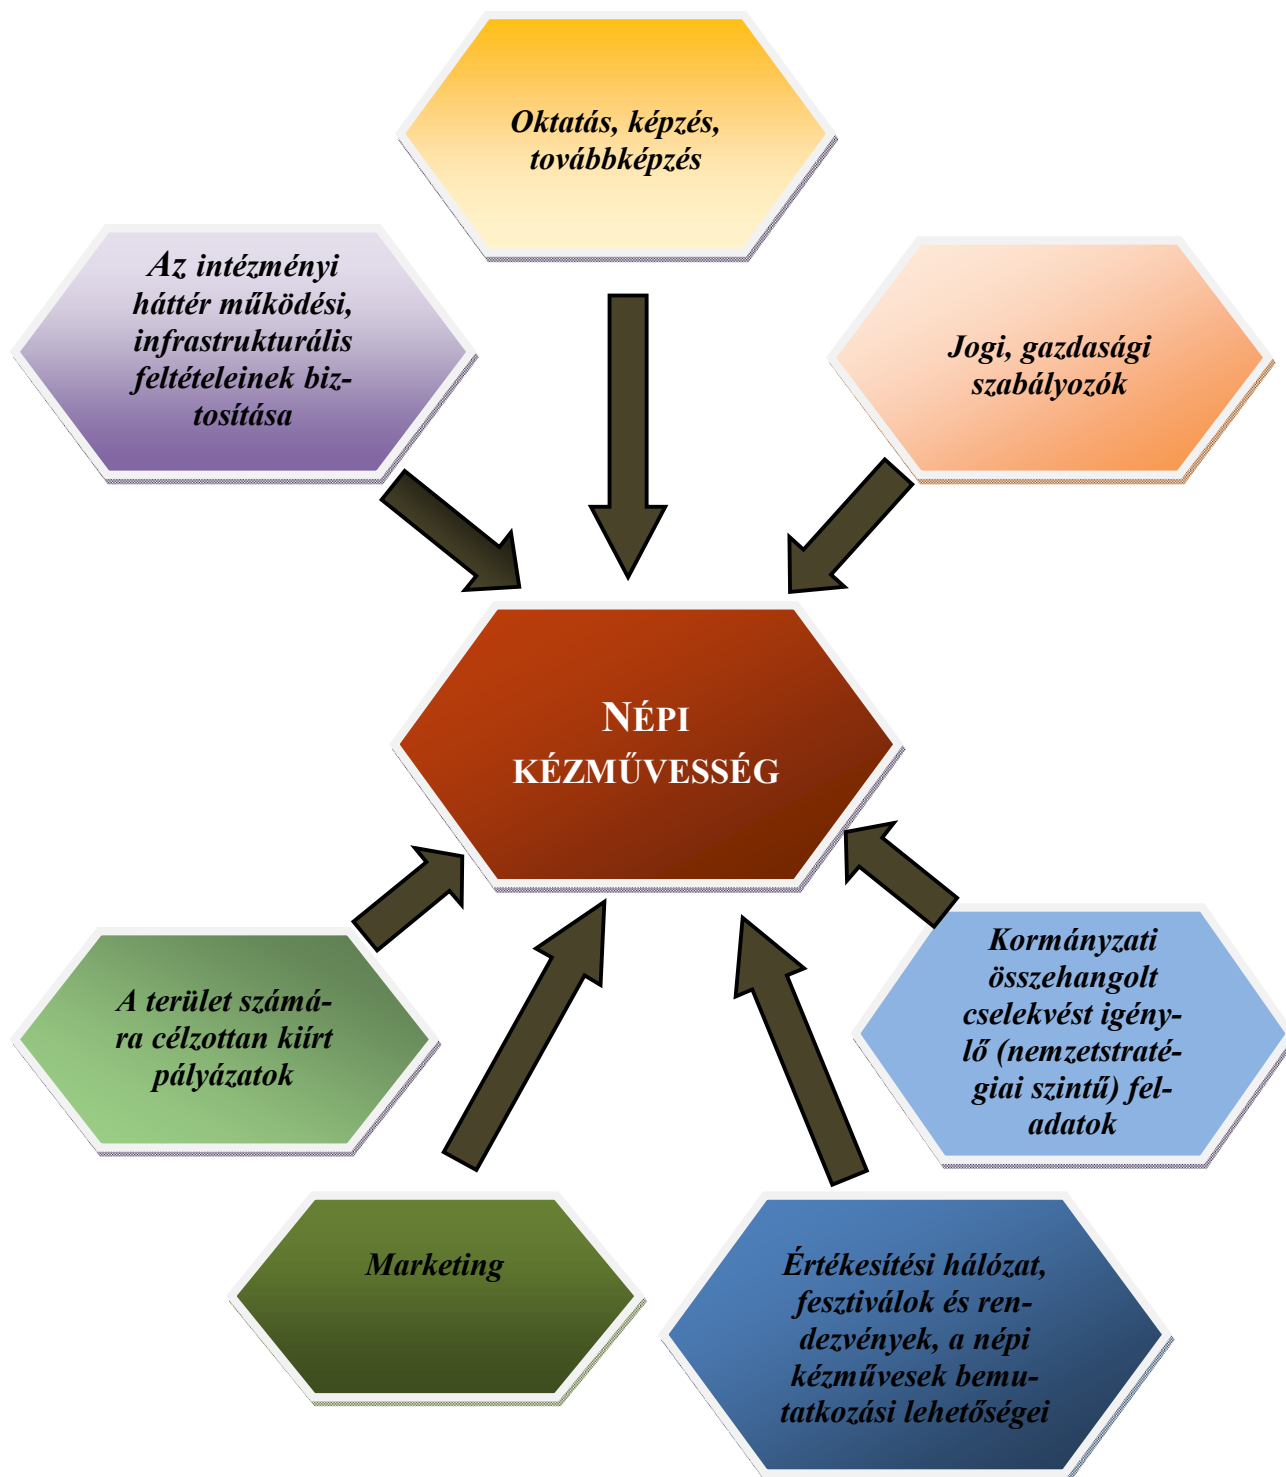 Oktatás, képzés,
továbbképzés
Az intézményi
háttér működési,
infrastrukturális
feltételeinek biz-
tosítása
Jogi, gazdasági
szabályozók
NÉPI
KÉZMŰVESSÉG
A terület számá-
ra célzottan kiírt
pályázatok
Kormányzati
összehangolt
cselekvést igény-
lő (nemzetstraté-
giai szintű) fel-
adatok
Marketing
Értékesítési hálózat,
fesztiválok és ren-
dezvények, a népi
kézművesek bemu-
tatkozási lehetőségei